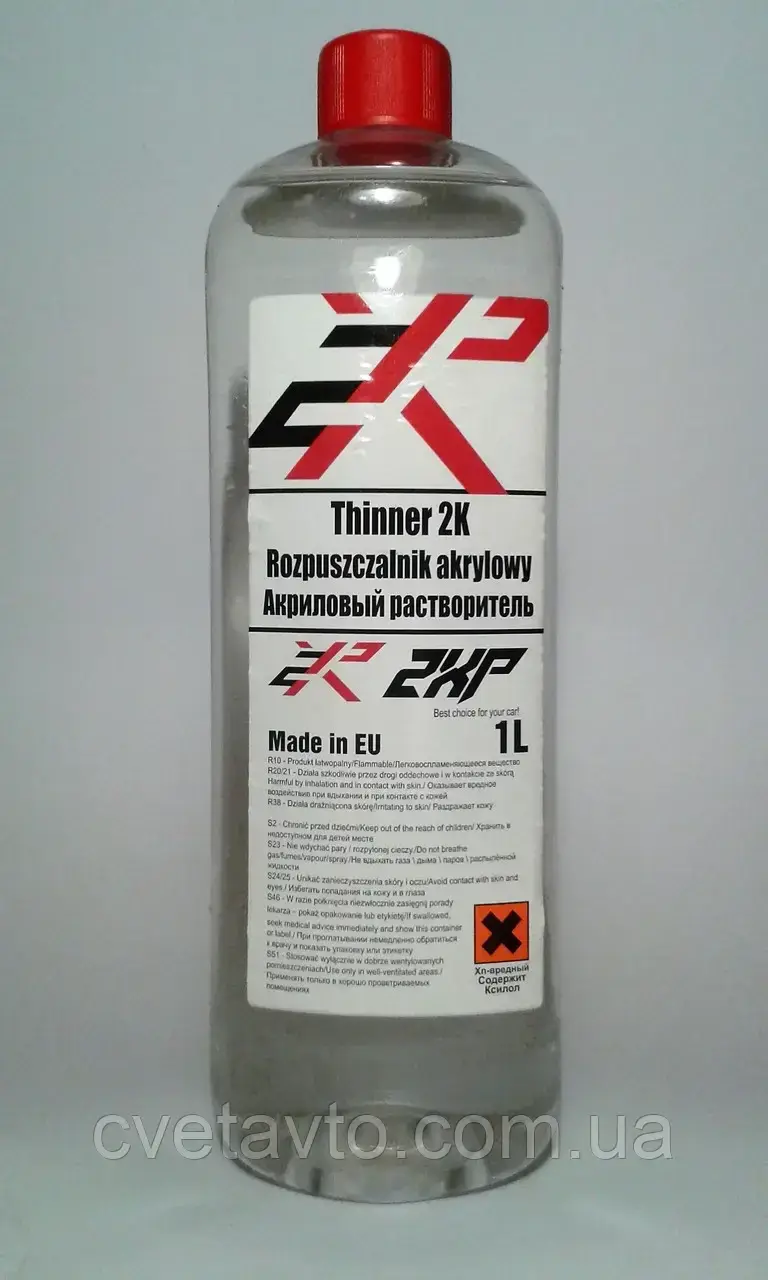 2XP
Thinner 2K
Rozpuszczalnik akrylowy
Акриловый растворитель
2XP 2XP
Best choice for your car!
Made in EU 1L
R10 - Produkt łatwopalny/Flammable/Легковоспламеняющееся вещество
R20/21 - Działa szkodliwie przez drogi oddechowe i w kontakcie ze skórą
Harmful by inhalation and in contact with skin./ Оказывает вредное
воздействие при вдыхании и при контакте с кожей
R38 - Działa drażniącona skórę/Irritating to skin/ Раздражает кожу
S2 - Chronić przed dziećmi/Keep out of the reach of children/ Хранить в
недоступном для детей месте
S23 - Nie wdychać pary / rozpylonej cieczy./Do not breathe
gas/fumes/vapour/spray/Не вдыхать газа \ дыма \ паров \ распылённой
жидкости
S24/25 - Unikać zanieczyszczenia skóry i oczu/Avoid contact with skin and
eyes./ Избегать попадания на кожу и в глаза
S46 - W razie połknięcia niezwłocznie zasięgnij porady
lekarza – pokaż opakowanie lub etykietę/If swallowed,
seek medical advice immediately and show this container
or label./ При проглатывании немедленно обратиться
к врачу и показать упаковку или этикетку
S51 - Stosować wyłącznie w dobrze wentylowanych
pomieszczeniach/Use only in well-ventilated areas./
Применять только в хорошо проветриваемых
помещениях
Xn-вредный
Содержит
Ксилол
cvetavto.com.ua